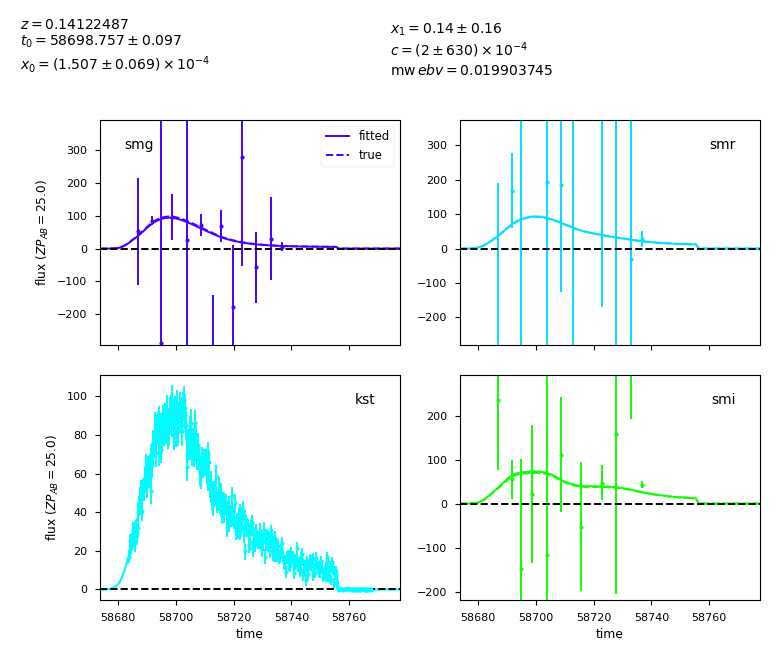 z = 0.14122487
t₀ = 58698.757 ± 0.097
x₀ = (1.507 ± 0.069) × 10⁻⁴
x₁ = 0.14 ± 0.16
c = (2 ± 630) × 10⁻⁴
mw ebv = 0.019903745
smg
fitted
true
300
200
100
0
−100
−200
flux (ZP_AB = 25.0)
smr
300
200
100
0
−100
−200
kst
100
80
60
40
20
0
flux (ZP_AB = 25.0)
58680 58700 58720 58740 58760
time
smi
200
100
0
−100
−200
58680 58700 58720 58740 58760
time